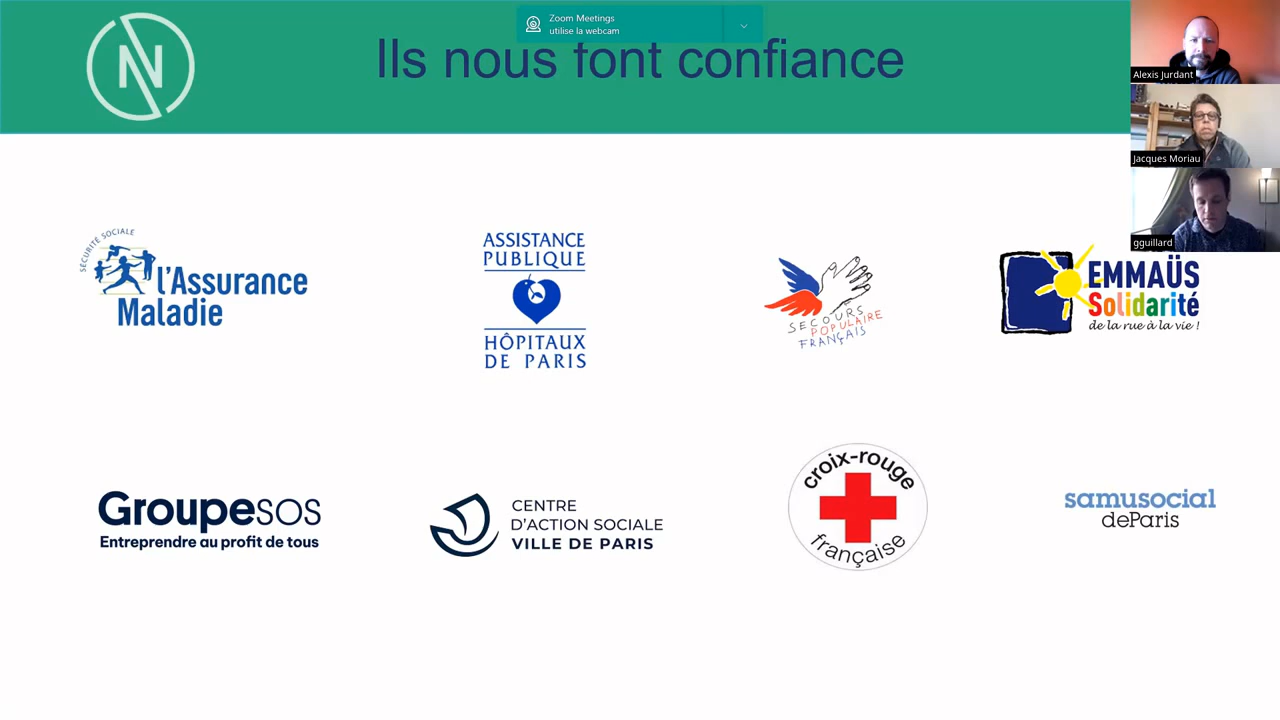 Zoom Meetings
utilise la webcam
N
Ils nous font confiance
Alexis Jurdant
Jacques Moriau
gguillard
SÉCURITÉ SOCIALE
l'Assurance
Maladie
ASSISTANCE
PUBLIQUE
HÔPITAUX
DE PARIS
SECOURS
POPULAIRE
FRANÇAIS
EMMAÜS
Solidarité
de la rue à la vie !
GroupeSOS
Entreprendre au profit de tous
CENTRE
D'ACTION SOCIALE
VILLE DE PARIS
croix-rouge
française
samusocial
deParis